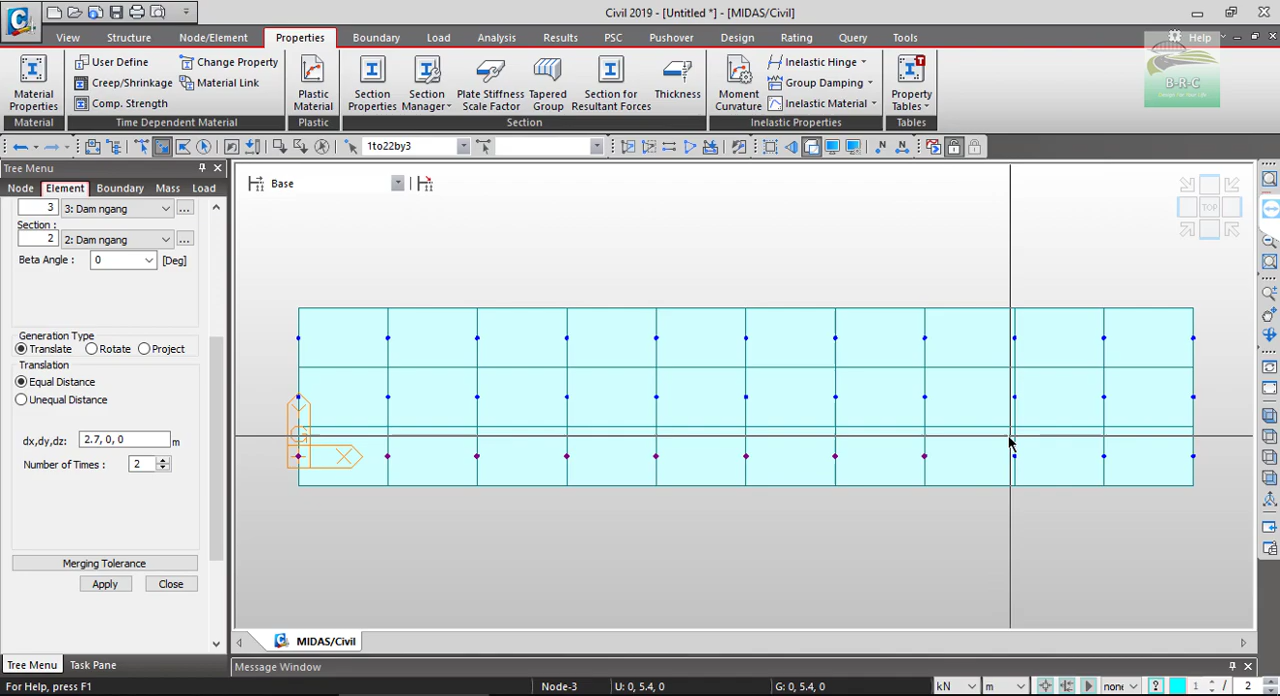 Civil 2019 - [Untitled *] - [MIDAS/Civil]
View Structure Node/Element Properties Boundary Load Analysis Results PSC Pushover Design Rating Query Tools Help
Material Properties
User Define
Creep/Shrinkage
Comp. Strength
Change Property
Material Link
Plastic Material
Section Properties
Section Manager
Plate Stiffness Scale Factor
Tapered Group
Section for Resultant Forces
Thickness
Moment Curvature
Inelastic Hinge
Group Damping
Inelastic Material
Property Tables
B-R-C
Material Time Dependent Material Plastic Section Inelastic Properties Tables
1to22by3
Tree Menu
Node Element Boundary Mass Load
Base
TOP
3 3: Dam ngang ...
Section :
2 2: Dam ngang ...
Beta Angle : 0 [Deg]
Generation Type
Translate Rotate Project
Translation
Equal Distance
Unequal Distance
dx,dy,dz: 2.7, 0, 0 m
Number of Times : 2
Merging Tolerance
Apply Close
MIDAS/Civil
Tree Menu Task Pane
Message Window
For Help, press F1 Node-3 U: 0, 5.4, 0 G: 0, 5.4, 0 kN m none ? 1 / 2